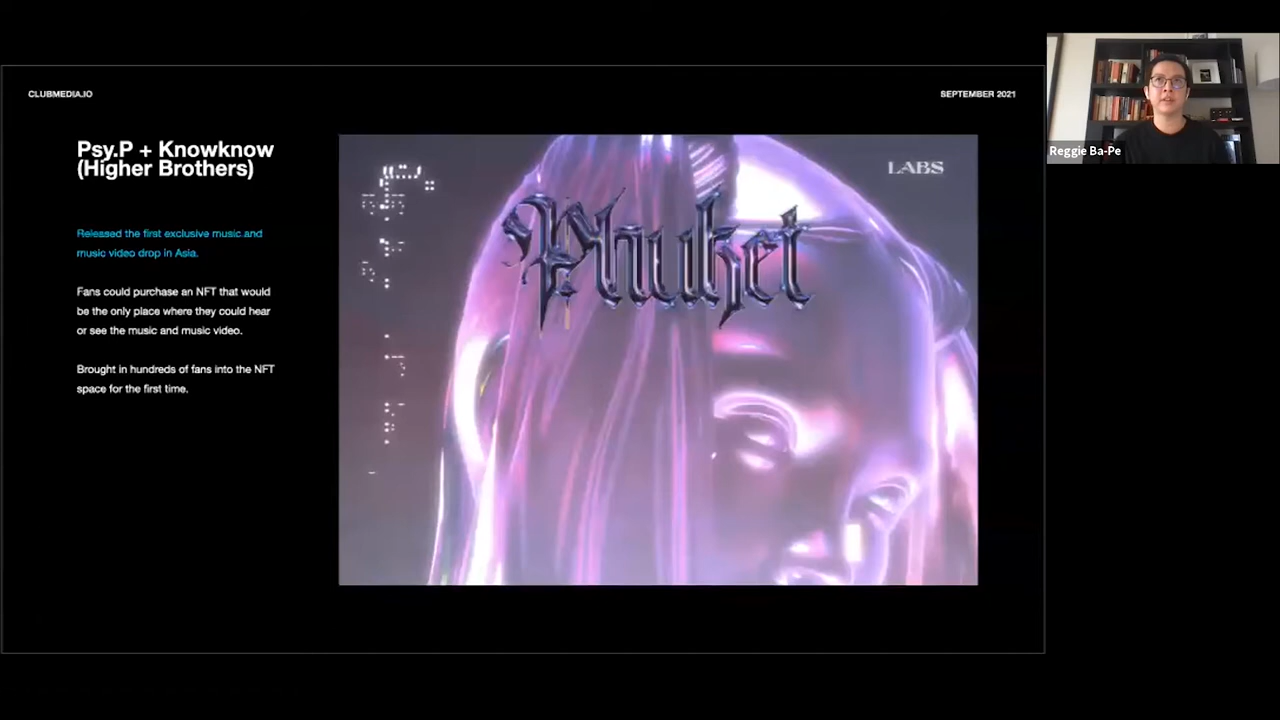 CLUBMEDIA.IO
SEPTEMBER 2021
Psy.P + Knowknow
(Higher Brothers)
Released the first exclusive music and
music video drop in Asia.
Fans could purchase an NFT that would
be the only place where they could hear
or see the music and music video.
Brought in hundreds of fans into the NFT
space for the first time.
LABS
Phuket
Reggie Ba-Pe